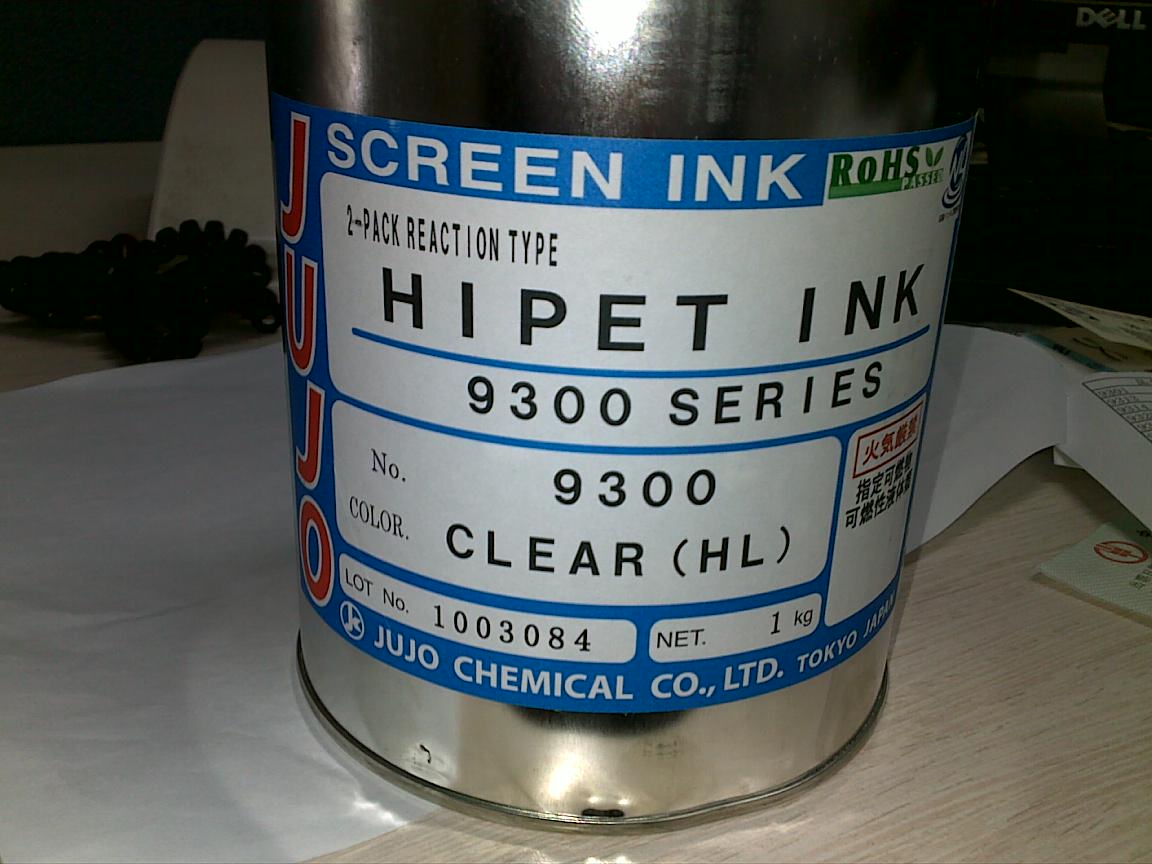 DELL
SCREEN INK
RoHS
PASSED
JUJO
2-PACK REACTION TYPE
HIPET INK
9300 SERIES
No. 9300
COLOR. CLEAR (HL)
火気厳禁
指定可燃物
可燃性液体類
LOT No. 1003084
NET. 1 kg
JUJO CHEMICAL CO., LTD. TOKYO JAPAN